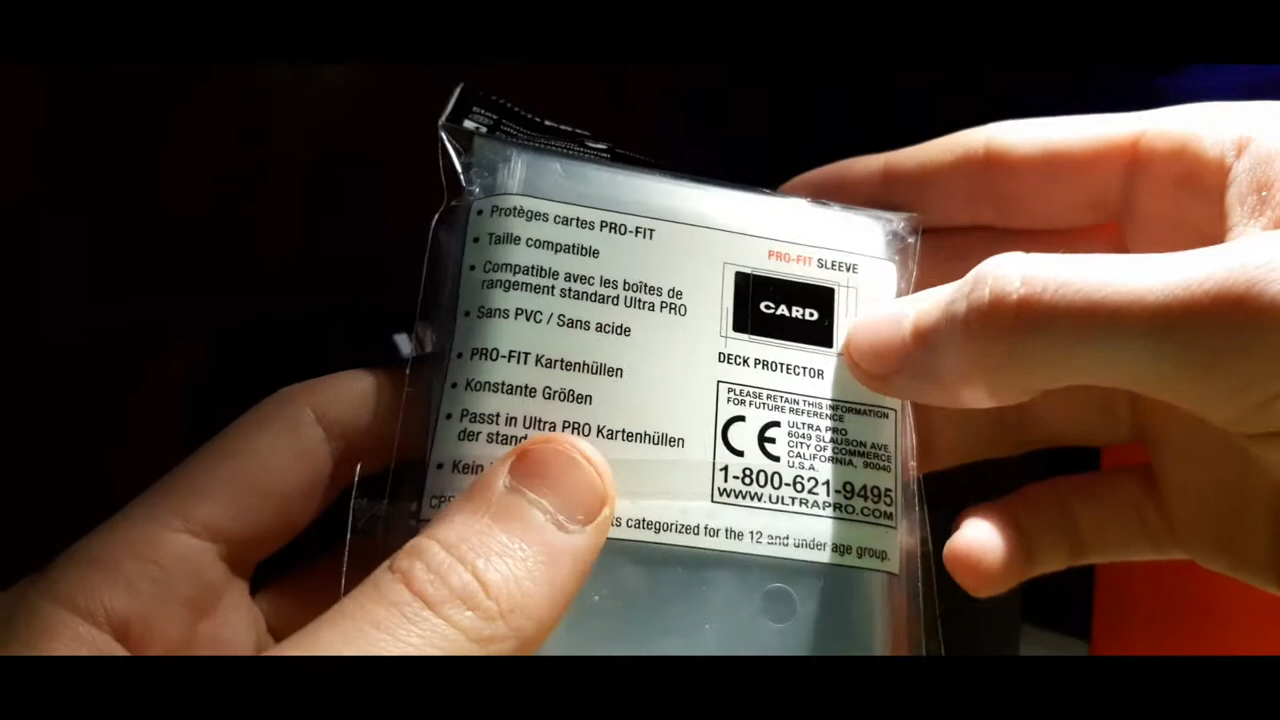 Stay
international
• Protèges cartes PRO-FIT
• Taille compatible
• Compatible avec les boîtes de
rangement standard Ultra PRO
• Sans PVC / Sans acide
• PRO-FIT Kartenhüllen
• Konstante Größen
• Passt in Ultra PRO Kartenhüllen
der stand
• Kein
PRO-FIT SLEEVE
CARD
DECK PROTECTOR
PLEASE RETAIN THIS INFORMATION
FOR FUTURE REFERENCE
CE
ULTRA PRO
6049 SLAUSON AVE.
CITY OF COMMERCE
CALIFORNIA, 90040
U.S.A.
1-800-621-9495
WWW.ULTRAPRO.COM
categorized for the 12 and under age group.